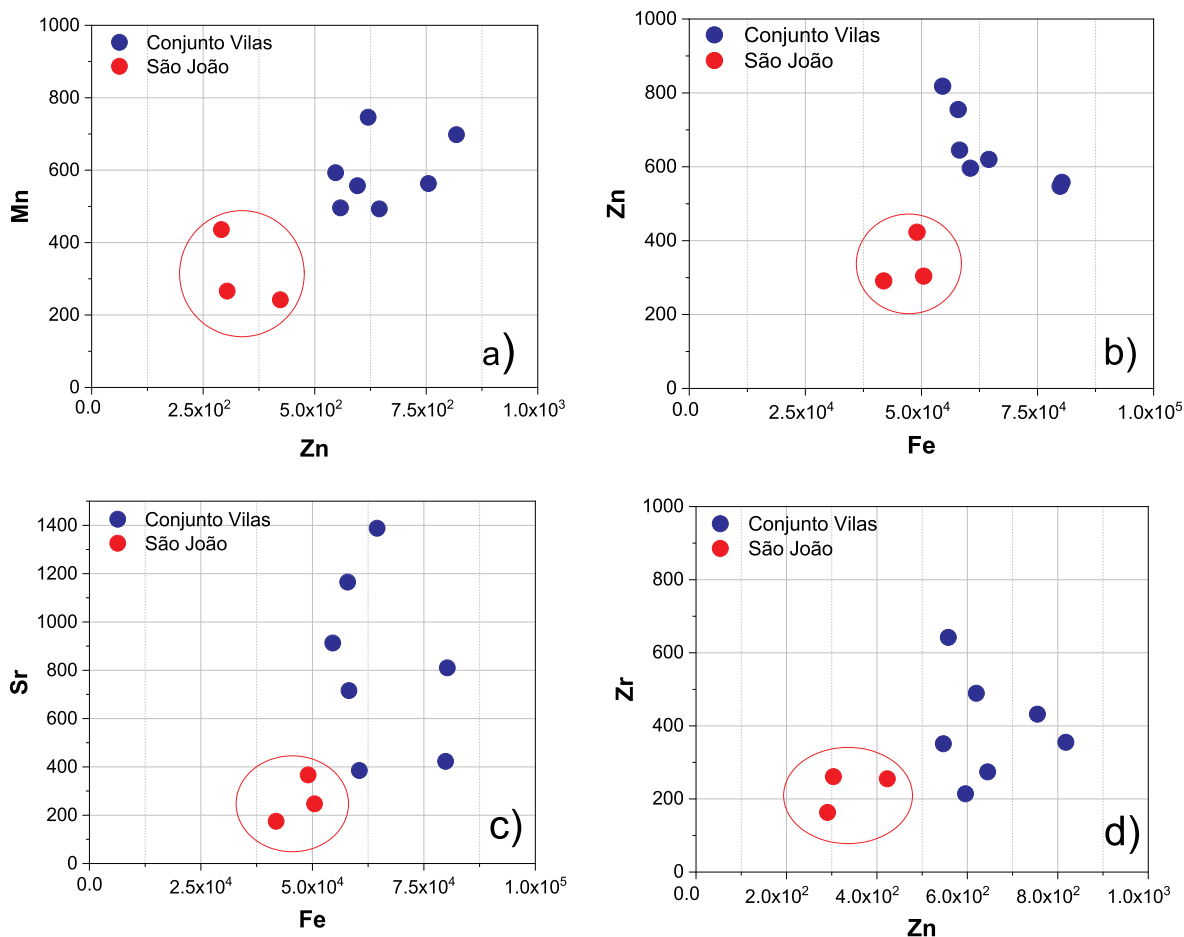 1000
800
600
400
200
0
Mn
Conjunto Vilas
São João
a)
0.0
2.5x10²
5.0x10²
7.5x10²
1.0x10³
Zn
1000
800
600
400
200
0
Zn
Conjunto Vilas
São João
b)
0.0
2.5x10⁴
5.0x10⁴
7.5x10⁴
1.0x10⁵
Fe
1400
1200
1000
800
600
400
200
0
Sr
Conjunto Vilas
São João
c)
0.0
2.5x10⁴
5.0x10⁴
7.5x10⁴
1.0x10⁵
Fe
1000
800
600
400
200
0
Zr
Conjunto Vilas
São João
d)
0.0
2.0x10²
4.0x10²
6.0x10²
8.0x10²
1.0x10³
Zn